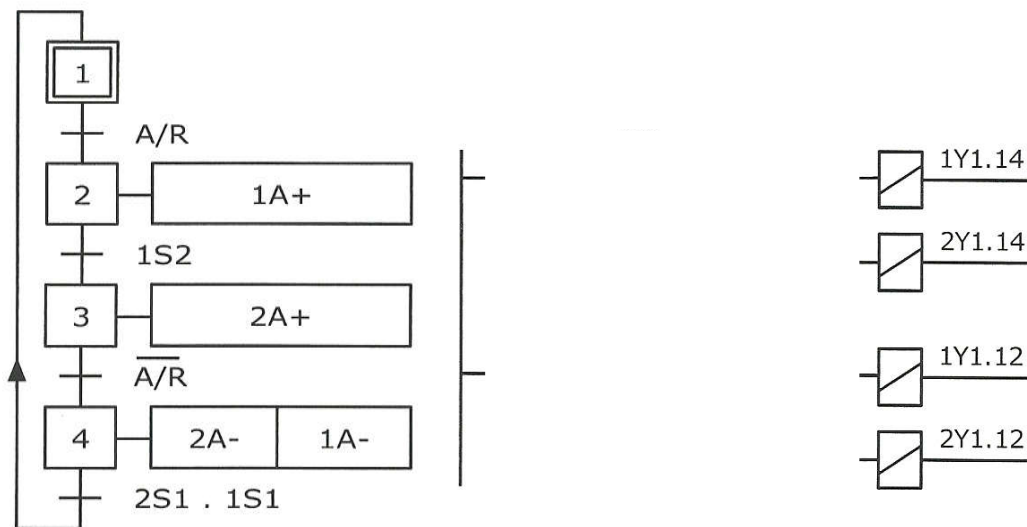 1
A/R
2
1A+
1S2
3
2A+
A/R
4
2A-
1A-
2S1 . 1S1
1Y1.14
2Y1.14
1Y1.12
2Y1.12